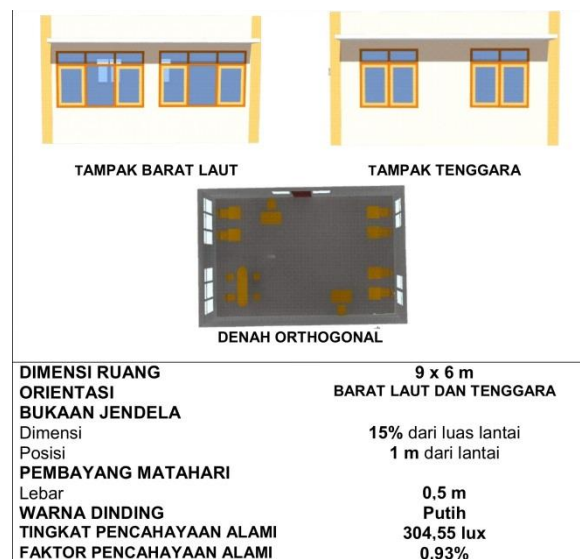 TAMPAK BARAT LAUT TAMPAK TENGGARA
DENAH ORTHOGONAL
DIMENSI RUANG 9 x 6 m
ORIENTASI BARAT LAUT DAN TENGGARA
BUKAAN JENDELA
Dimensi 15% dari luas lantai
Posisi 1 m dari lantai
PEMBAYANG MATAHARI
Lebar 0,5 m
WARNA DINDING Putih
TINGKAT PENCAHAYAAN ALAMI 304,55 lux
FAKTOR PENCAHAYAAN ALAMI 0,93%